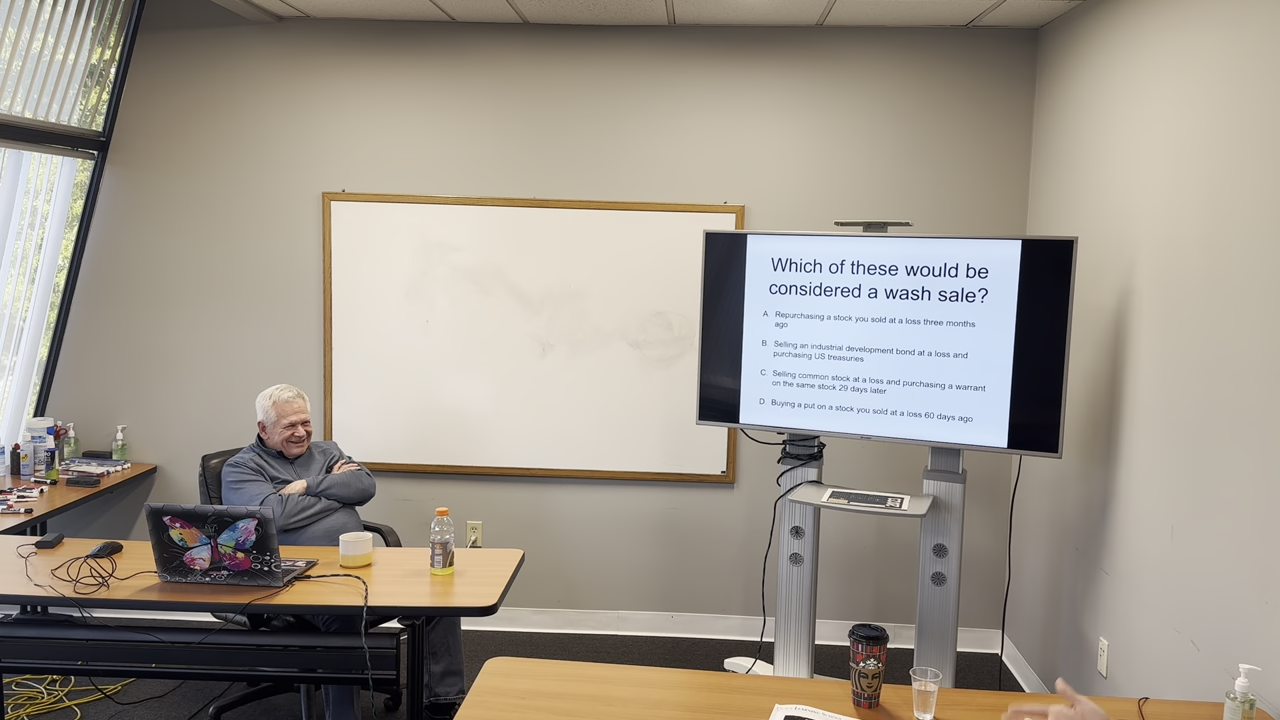 Which of these would be
considered a wash sale?
A. Repurchasing a stock you sold at a loss three months
ago
B. Selling an industrial development bond at a loss and
purchasing US treasuries
C. Selling common stock at a loss and purchasing a warrant
on the same stock 29 days later
D. Buying a put on a stock you sold at a loss 60 days ago